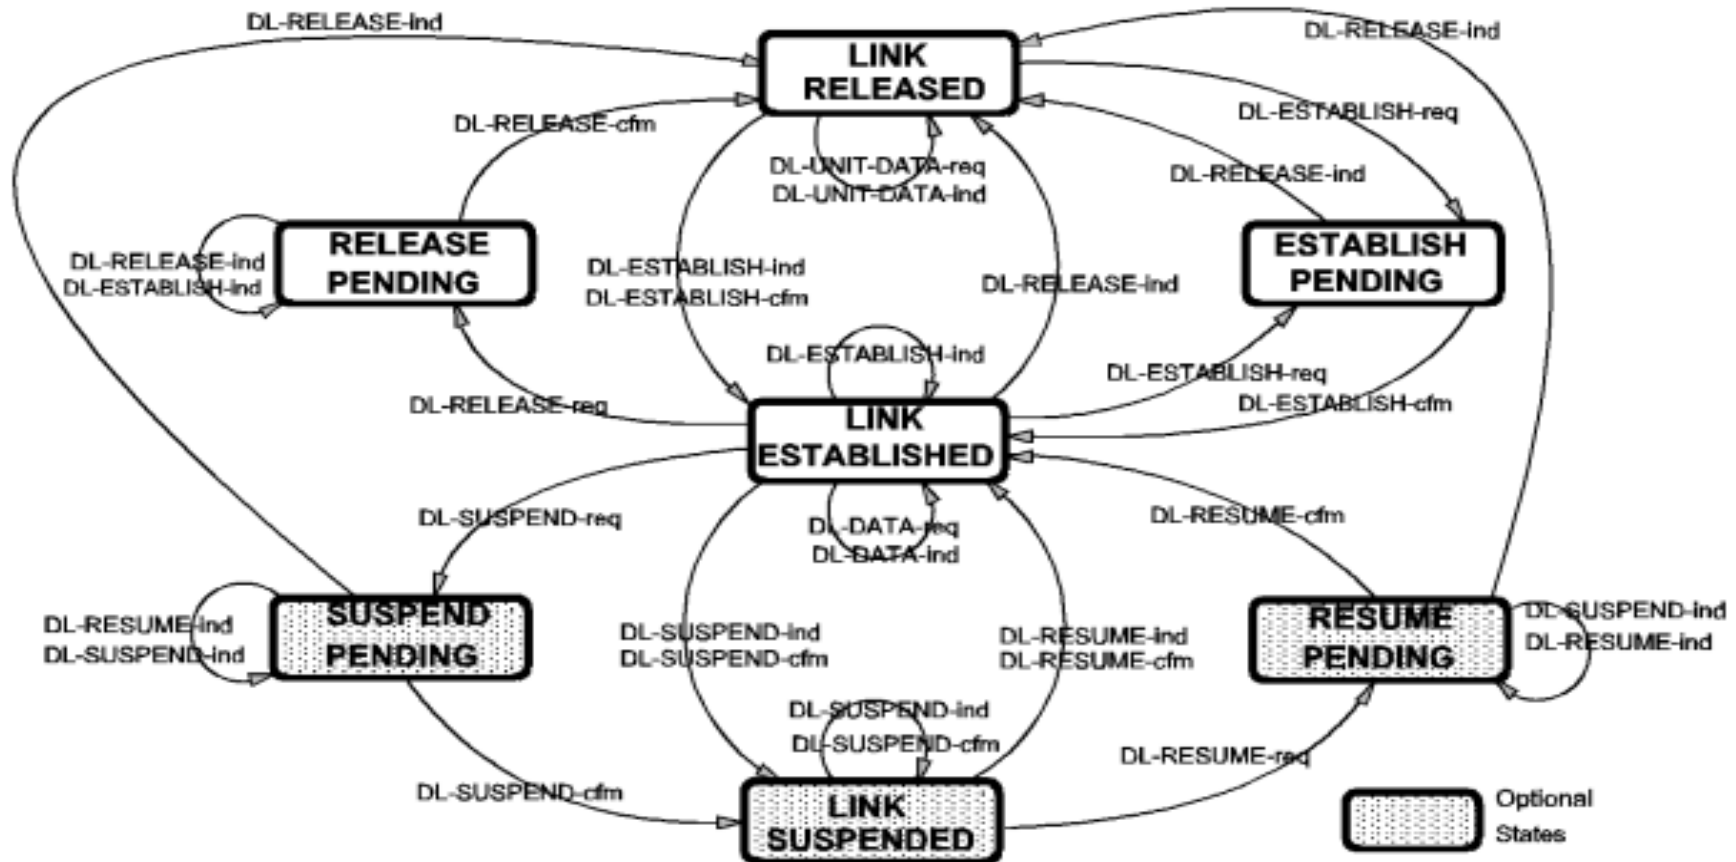 DL-RELEASE-ind
LINK
RELEASED
DL-RELEASE-ind
DL-RELEASE-cfm
DL-ESTABLISH-req
DL-UNIT-DATA-req
DL-UNIT-DATA-ind
DL-RELEASE-ind
RELEASE
PENDING
ESTABLISH
PENDING
DL-RELEASE-ind
DL-ESTABLISH-ind
DL-ESTABLISH-ind
DL-ESTABLISH-cfm
DL-RELEASE-ind
DL-ESTABLISH-ind
DL-ESTABLISH-req
DL-RELEASE-req
DL-ESTABLISH-cfm
LINK
ESTABLISHED
DL-SUSPEND-req
DL-DATA-req
DL-DATA-ind
DL-RESUME-cfm
SUSPEND
PENDING
RESUME
PENDING
DL-RESUME-ind
DL-SUSPEND-ind
DL-SUSPEND-ind
DL-SUSPEND-cfm
DL-RESUME-ind
DL-RESUME-cfm
DL-SUSPEND-ind
DL-RESUME-ind
DL-SUSPEND-ind
DL-SUSPEND-cfm
DL-RESUME-req
DL-SUSPEND-cfm
LINK
SUSPENDED
Optional
States